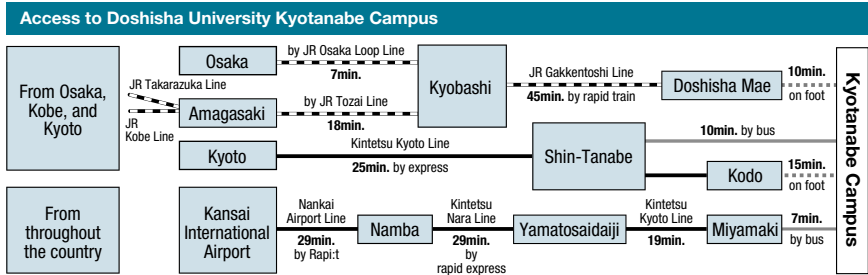 Access to Doshisha University Kyotanabe Campus
From Osaka,
Kobe, and
Kyoto
JR Takarazuka Line
JR
Kobe Line
Osaka
by JR Osaka Loop Line
7min.
Amagasaki
by JR Tozai Line
18min.
Kyobashi
JR Gakkentoshi Line
45min. by rapid train
Doshisha Mae
10min.
on foot
Kyoto
Kintetsu Kyoto Line
25min. by express
Shin-Tanabe
10min. by bus
Kodo
15min.
on foot
From
throughout
the country
Kansai
International
Airport
Nankai
Airport Line
29min.
by Rapi:t
Namba
Kintetsu
Nara Line
29min.
by
rapid express
Yamatosaidaiji
Kintetsu
Kyoto Line
19min.
Miyamaki
7min.
by bus
Kyotanabe Campus